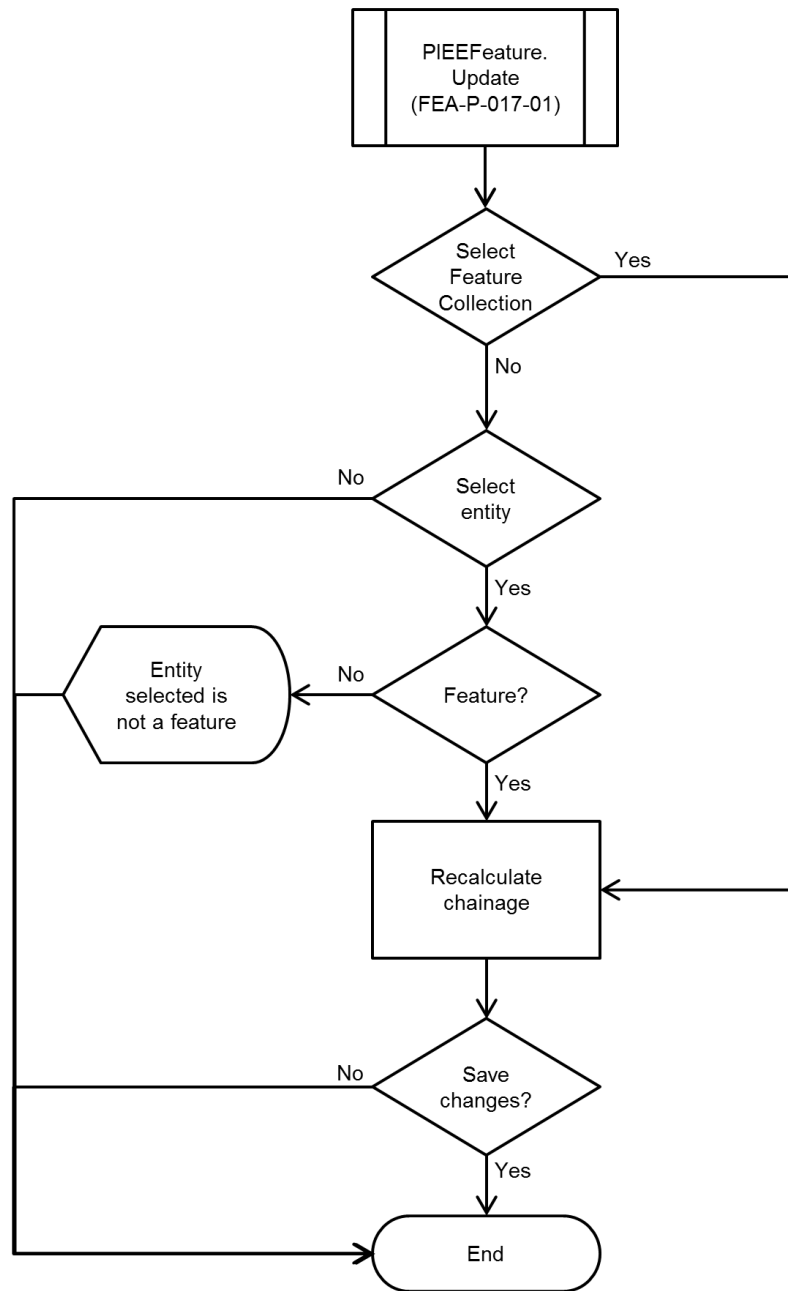 PIEEFeature.
Update
(FEA-P-017-01)
Select
Feature
Collection
Yes
No
No
Select
entity
Yes
Entity
selected is
not a feature
No
Feature?
Yes
Recalculate
chainage
No
Save
changes?
Yes
End